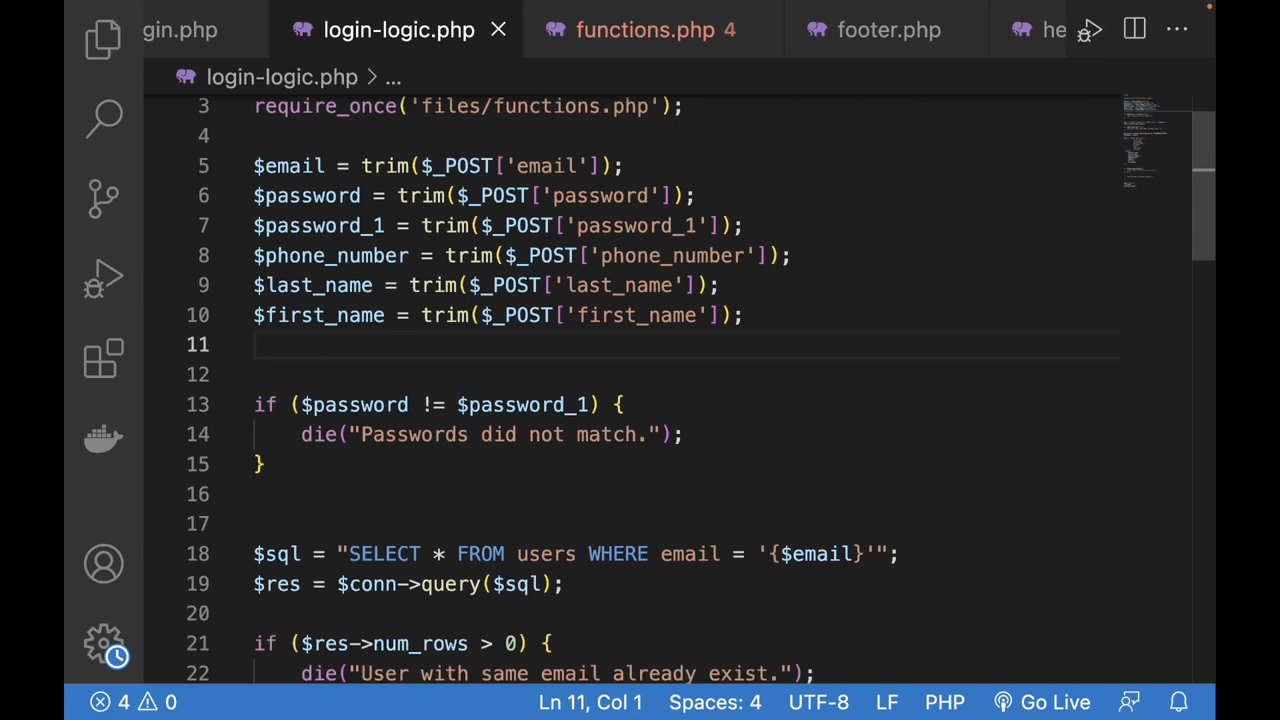 gin.php login-logic.php functions.php 4 footer.php he
login-logic.php > ...
3 require_once('files/functions.php');
4
5 $email = trim($_POST['email']);
6 $password = trim($_POST['password']);
7 $password_1 = trim($_POST['password_1']);
8 $phone_number = trim($_POST['phone_number']);
9 $last_name = trim($_POST['last_name']);
10 $first_name = trim($_POST['first_name']);
11
12
13 if ($password != $password_1) {
14 die("Passwords did not match.");
15 }
16
17
18 $sql = "SELECT * FROM users WHERE email = '{$email}'";
19 $res = $conn->query($sql);
20
21 if ($res->num_rows > 0) {
22 die("User with same email already exist.");
4 0 Ln 11, Col 1 Spaces: 4 UTF-8 LF PHP Go Live